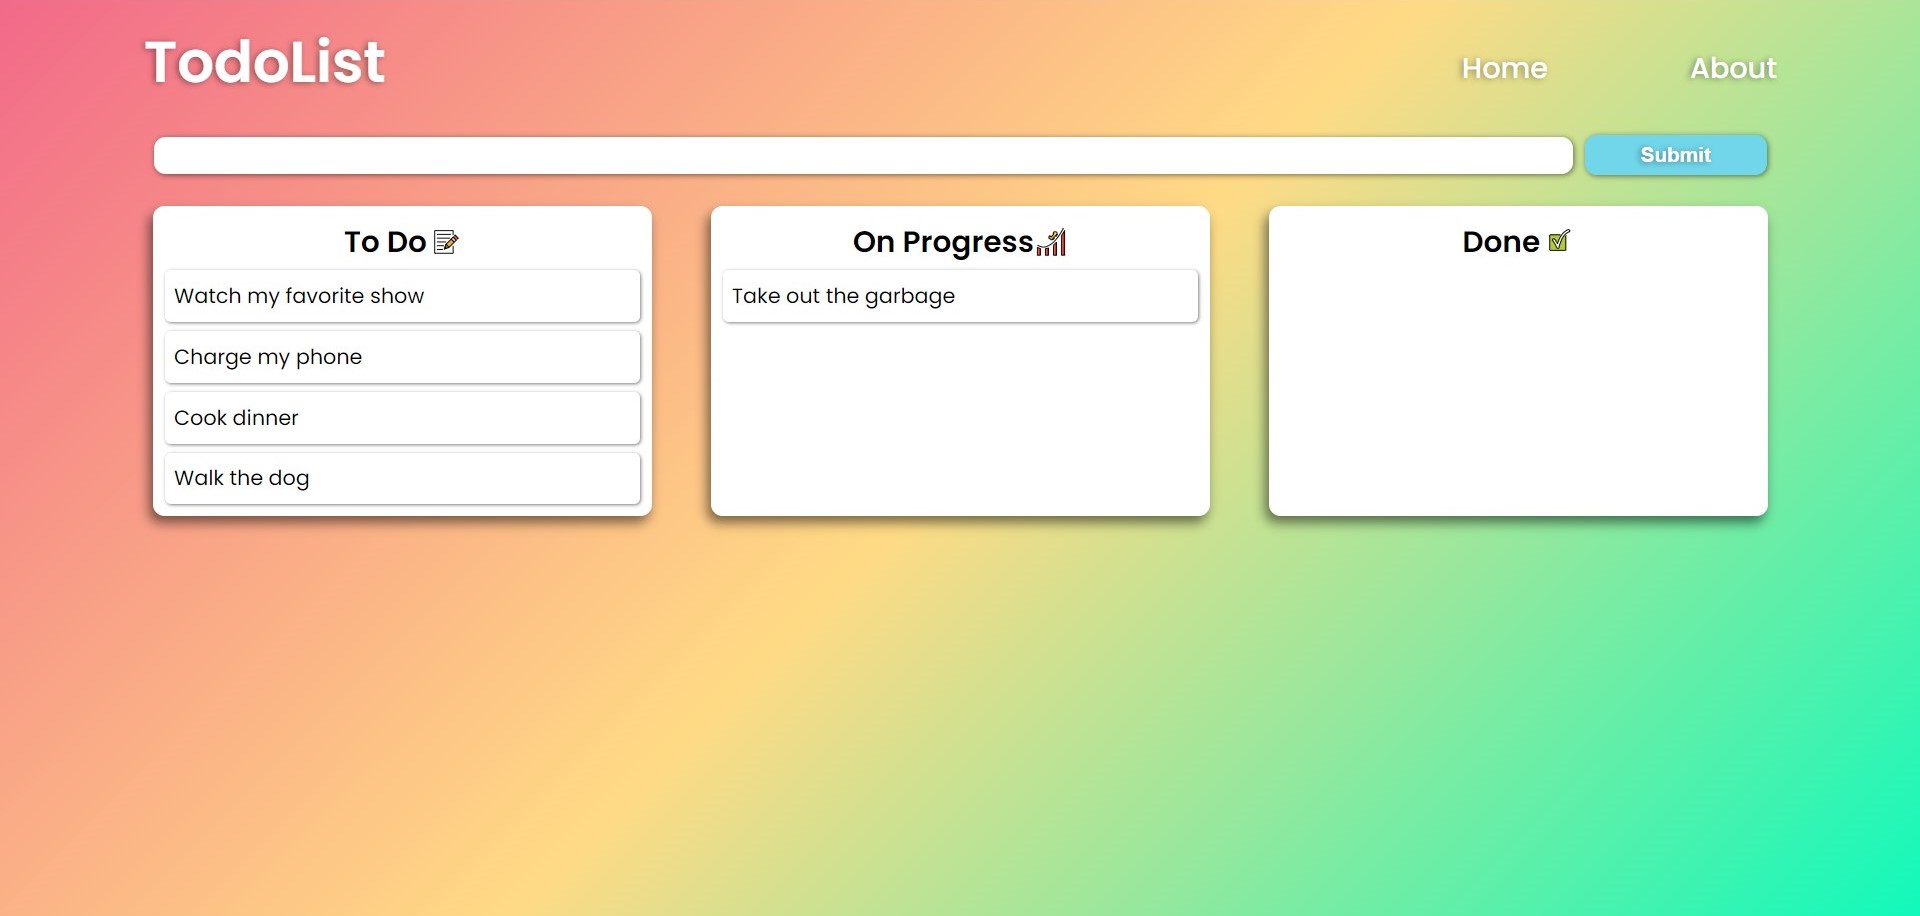 TodoList
Home
About
Submit
To Do
Watch my favorite show
Charge my phone
Cook dinner
Walk the dog
On Progress
Take out the garbage
Done